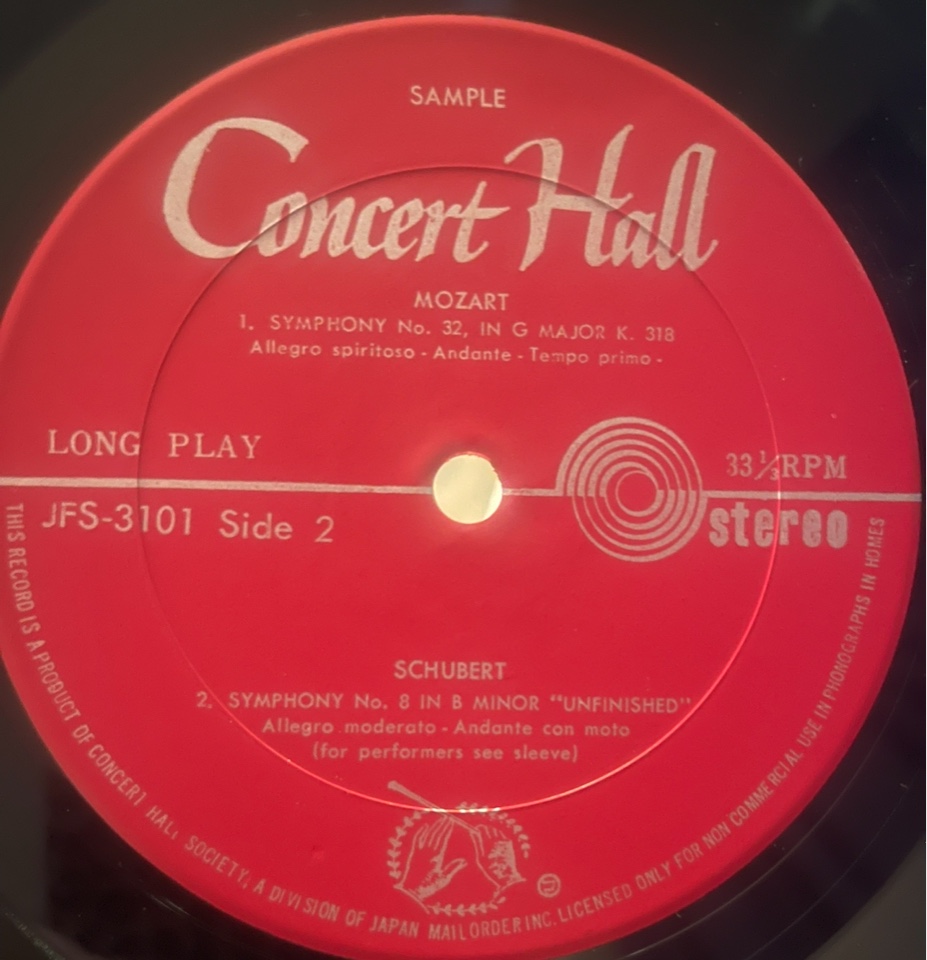 SAMPLE
Concert Hall
MOZART
1. SYMPHONY No. 32, IN G MAJOR K. 318
Allegro spiritoso - Andante - Tempo primo -
LONG PLAY
33⅓RPM
JFS-3101 Side 2
stereo
SCHUBERT
2. SYMPHONY No. 8 IN B MINOR "UNFINISHED"
Allegro moderato - Andante con moto
(for performers see sleeve)
THIS RECORD IS A PRODUCT OF CONCERT HALL SOCIETY, A DIVISION OF JAPAN MAIL ORDER INC. LICENSED ONLY FOR NON COMMERCIAL USE IN PHONOGRAPHS IN HOMES